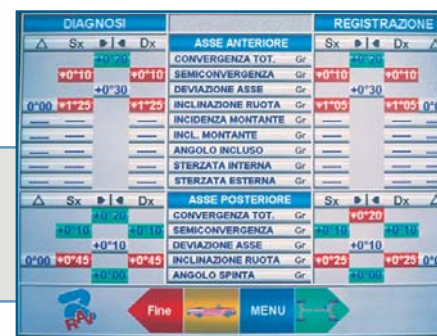 DIAGNOSI REGISTRAZIONE
△ Sx Dx ASSE ANTERIORE Sx Dx
+0°20 CONVERGENZA TOT. Gr
+0°10 +0°10 SEMICONVERGENZA Gr +0°10 +0°10
+0°30 DEVIAZIONE ASSE Gr +0°30
0°00 +1°25 +1°25 INCLINAZIONE RUOTA Gr +1°05 +1°05
INCIDENZA MONTANTE Gr
INCL. MONTANTE Gr
ANGOLO INCLUSO Gr
STERZATA INTERNA Gr
STERZATA ESTERNA Gr
△ Sx Dx ASSE POSTERIORE Sx Dx
+0°20 CONVERGENZA TOT. Gr +0°20
+0°10 +0°10 SEMICONVERGENZA Gr +0°10 +0°10
+0°10 DEVIAZIONE ASSE Gr +0°10
0°00 +0°45 +0°45 INCLINAZIONE RUOTA Gr +0°25 +0°25
+0°00 ANGOLO SPINTA Gr +0°00
RAV Fine MENU